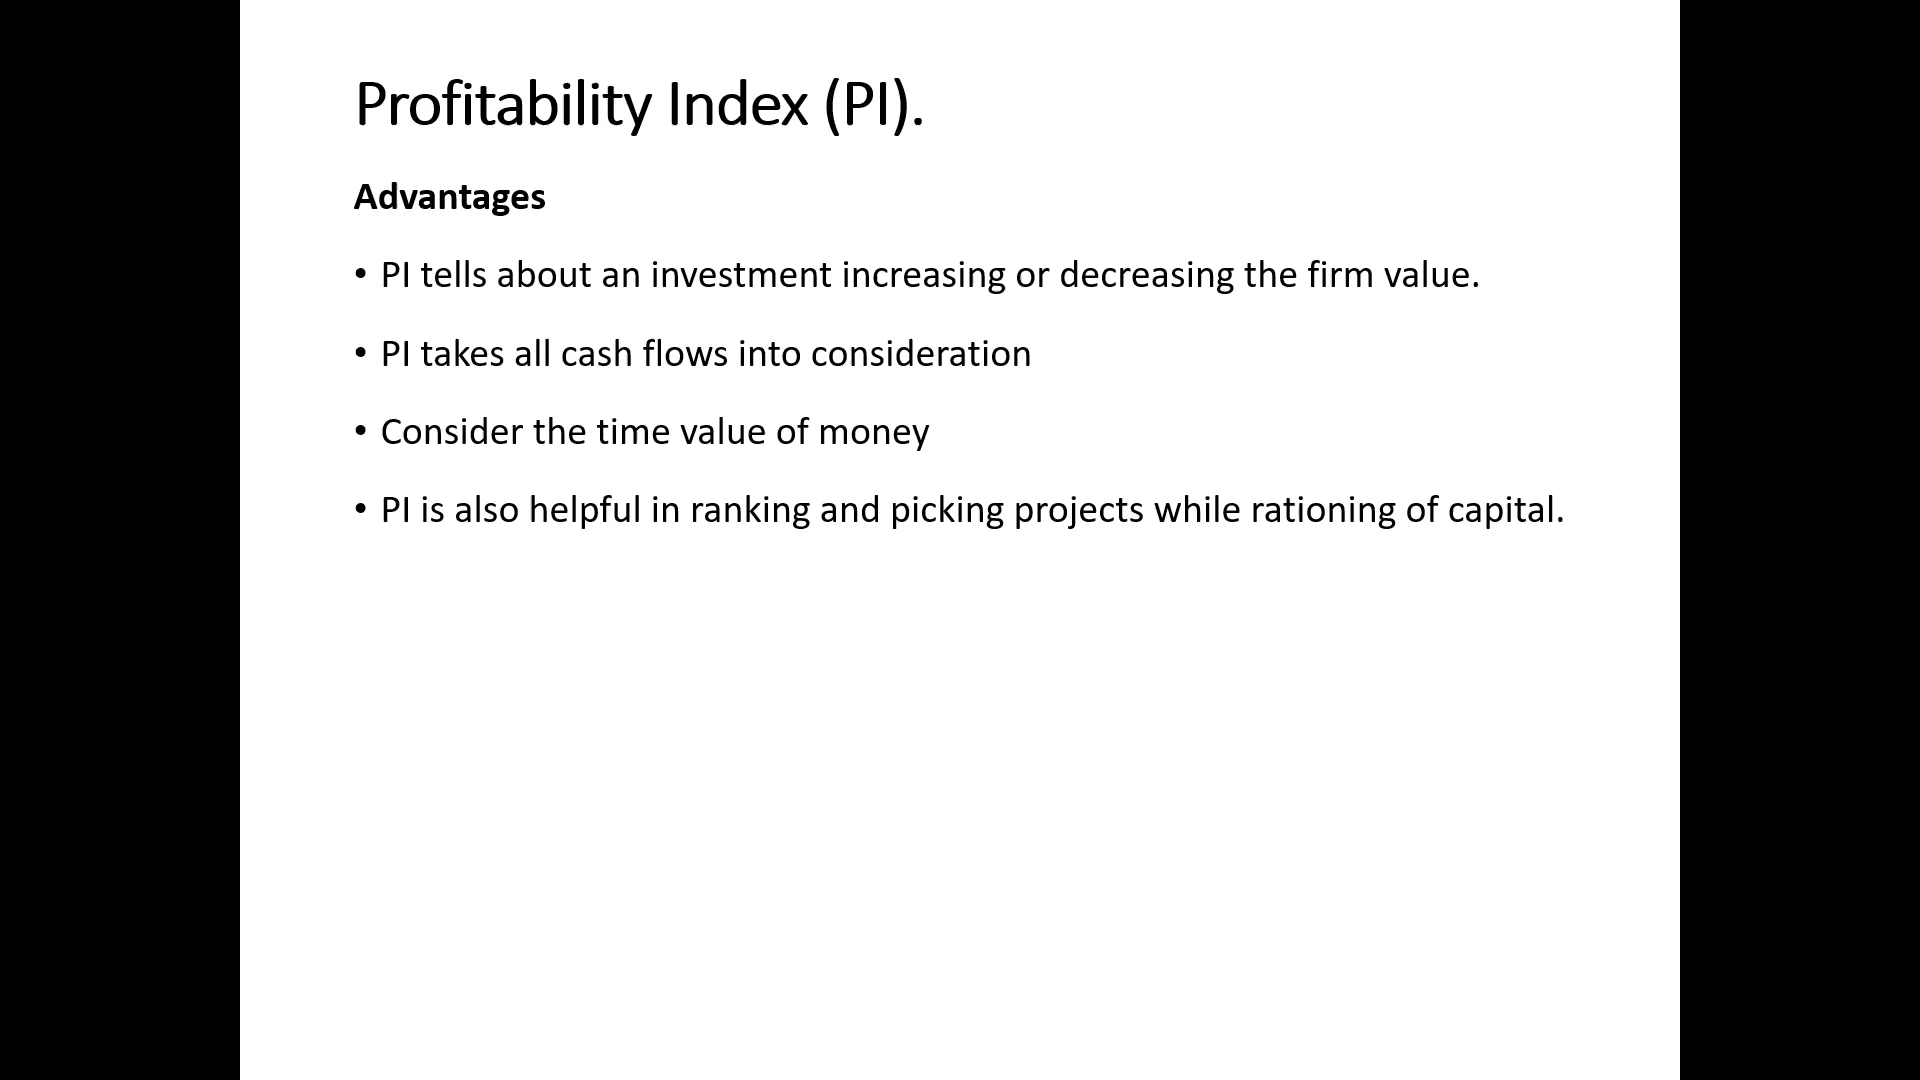 Profitability Index (PI).
Advantages
• PI tells about an investment increasing or decreasing the firm value.
• PI takes all cash flows into consideration
• Consider the time value of money
• PI is also helpful in ranking and picking projects while rationing of capital.